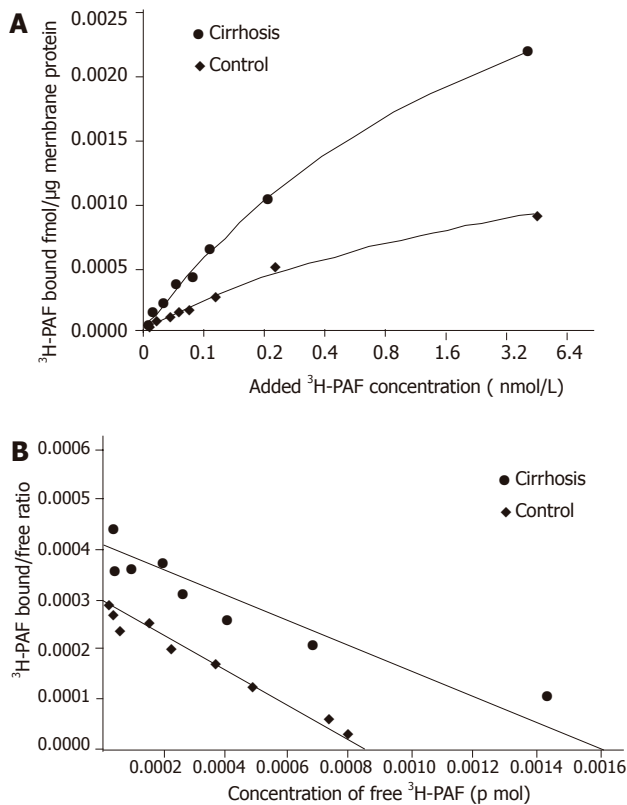 A
³H-PAF bound fmol/µg mernbrane protein
0.0025
0.0020
0.0015
0.0010
0.0005
0.0000
Cirrhosis
Control
0 0.1 0.2 0.4 0.8 1.6 3.2 6.4
Added ³H-PAF concentration ( nmol/L)
B
³H-PAF bound/free ratio
0.0006
0.0005
0.0004
0.0003
0.0002
0.0001
0.0000
Cirrhosis
Control
0.0002 0.0004 0.0006 0.0008 0.0010 0.0012 0.0014 0.0016
Concentration of free ³H-PAF (p mol)